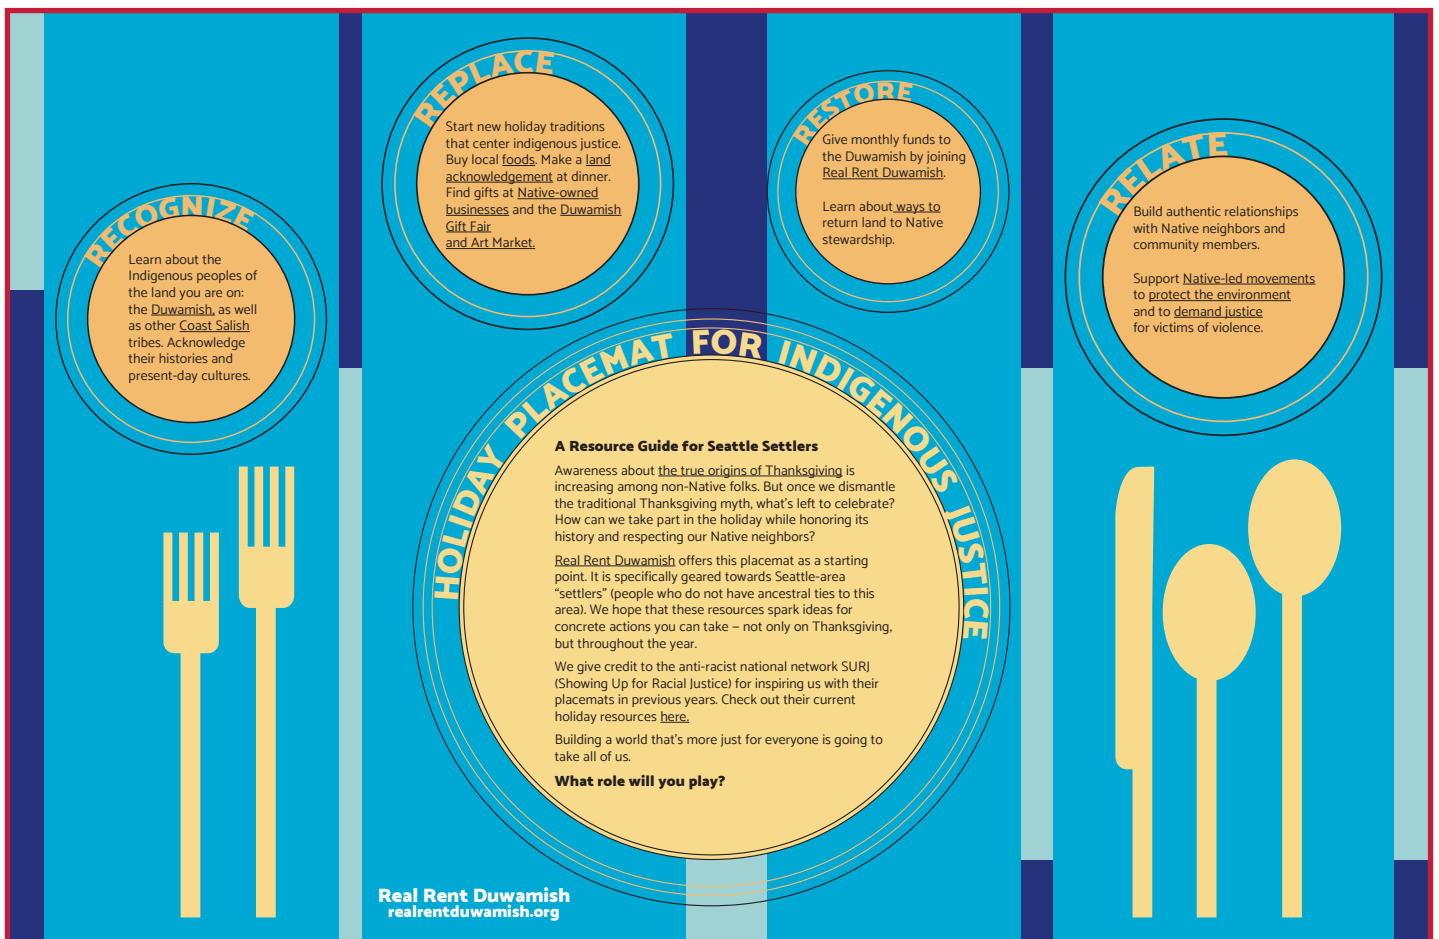 RECOGNIZE
Learn about the
Indigenous peoples of
the land you are on:
the Duwamish, as well
as other Coast Salish
tribes. Acknowledge
their histories and
present-day cultures.
REPLACE
Start new holiday traditions
that center indigenous justice.
Buy local foods. Make a land
acknowledgement at dinner.
Find gifts at Native-owned
businesses and the Duwamish
Gift Fair
and Art Market.
RESTORE
Give monthly funds to
the Duwamish by joining
Real Rent Duwamish.
Learn about ways to
return land to Native
stewardship.
RELATE
Build authentic relationships
with Native neighbors and
community members.
Support Native-led movements
to protect the environment
and to demand justice
for victims of violence.
HOLIDAY PLACEMAT FOR INDIGENOUS JUSTICE
A Resource Guide for Seattle Settlers
Awareness about the true origins of Thanksgiving is
increasing among non-Native folks. But once we dismantle
the traditional Thanksgiving myth, what's left to celebrate?
How can we take part in the holiday while honoring its
history and respecting our Native neighbors?
Real Rent Duwamish offers this placemat as a starting
point. It is specifically geared towards Seattle-area
“settlers” (people who do not have ancestral ties to this
area). We hope that these resources spark ideas for
concrete actions you can take – not only on Thanksgiving,
but throughout the year.
We give credit to the anti-racist national network SURJ
(Showing Up for Racial Justice) for inspiring us with their
placemats in previous years. Check out their current
holiday resources here.
Building a world that's more just for everyone is going to
take all of us.
What role will you play?
Real Rent Duwamish
realrentduwamish.org